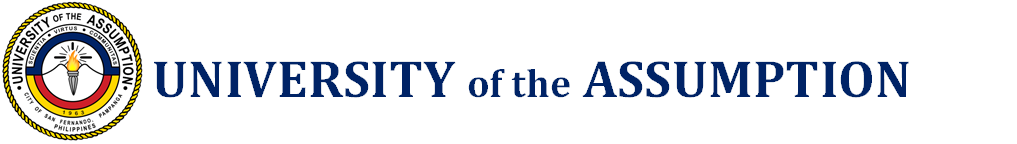 UNIVERSITY OF THE ASSUMPTION
SCIENTIA • VIRTUS • COMMUNITAS
1963
CITY OF SAN FERNANDO, PAMPANGA
PHILIPPINES
UNIVERSITY of the ASSUMPTION